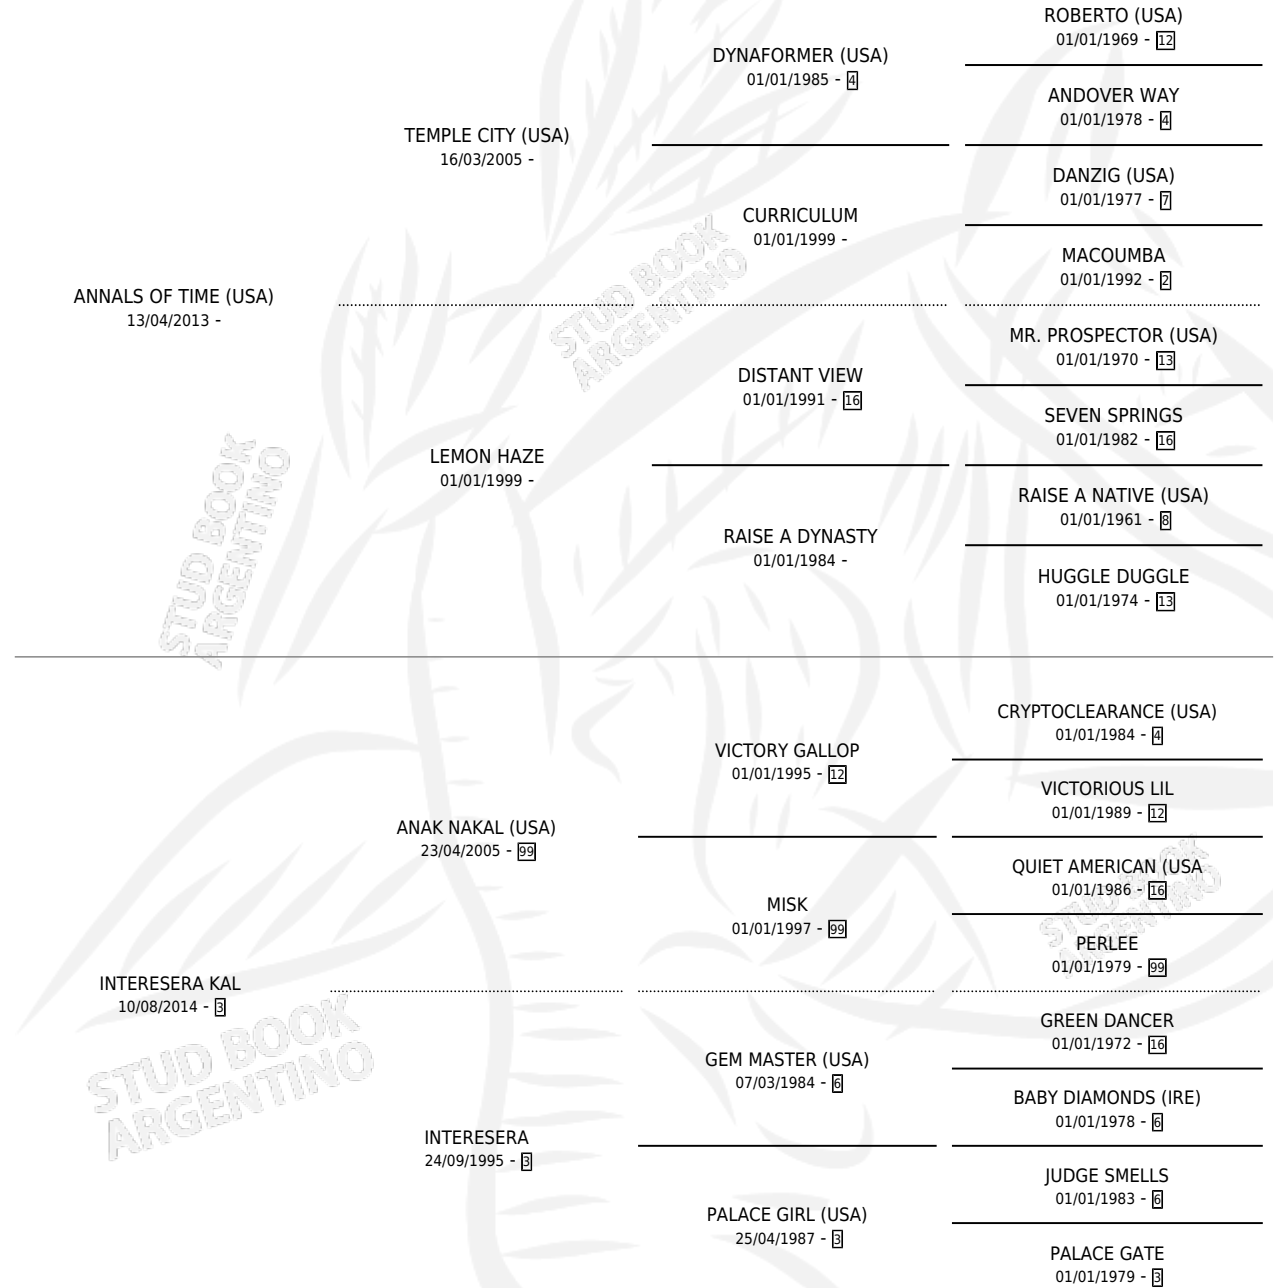 ROBERTO (USA)
01/01/1969 - 12
DYNAFORMER (USA)
01/01/1985 - 4
ANDOVER WAY
01/01/1978 - 4
TEMPLE CITY (USA)
16/03/2005 -
DANZIG (USA)
01/01/1977 - 7
CURRICULUM
01/01/1999 -
MACOUMBA
01/01/1992 - 2
ANNALS OF TIME (USA)
13/04/2013 -
STUD BOOK
ARGENTINO
MR. PROSPECTOR (USA)
01/01/1970 - 13
DISTANT VIEW
01/01/1991 - 16
SEVEN SPRINGS
01/01/1982 - 16
LEMON HAZE
01/01/1999 -
RAISE A NATIVE (USA)
01/01/1961 - 8
RAISE A DYNASTY
01/01/1984 -
HUGGLE DUGGLE
01/01/1974 - 13
STUD BOOK
ARGENTINO
CRYPTOCLEARANCE (USA)
01/01/1984 - 4
VICTORY GALLOP
01/01/1995 - 12
VICTORIOUS LIL
01/01/1989 - 12
ANAK NAKAL (USA)
23/04/2005 - 99
QUIET AMERICAN (USA
01/01/1986 - 16
MISK
01/01/1997 - 99
PERLEE
01/01/1979 - 99
STUD BOOK
ARGENTINO
INTERESERA KAL
10/08/2014 - 3
GREEN DANCER
01/01/1972 - 16
GEM MASTER (USA)
07/03/1984 - 6
BABY DIAMONDS (IRE)
01/01/1978 - 6
STUD BOOK
ARGENTINO
INTERESERA
24/09/1995 - 3
JUDGE SMELLS
01/01/1983 - 6
PALACE GIRL (USA)
25/04/1987 - 3
PALACE GATE
01/01/1979 - 3